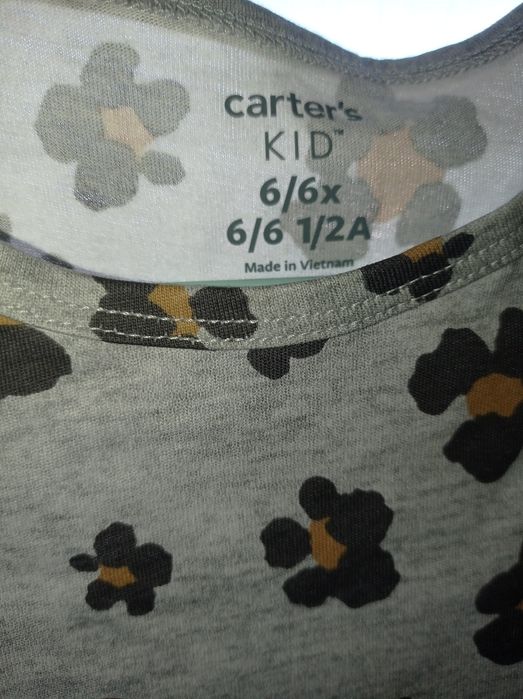 carter's
KID™
6/6x
6/6 1/2A
Made in Vietnam